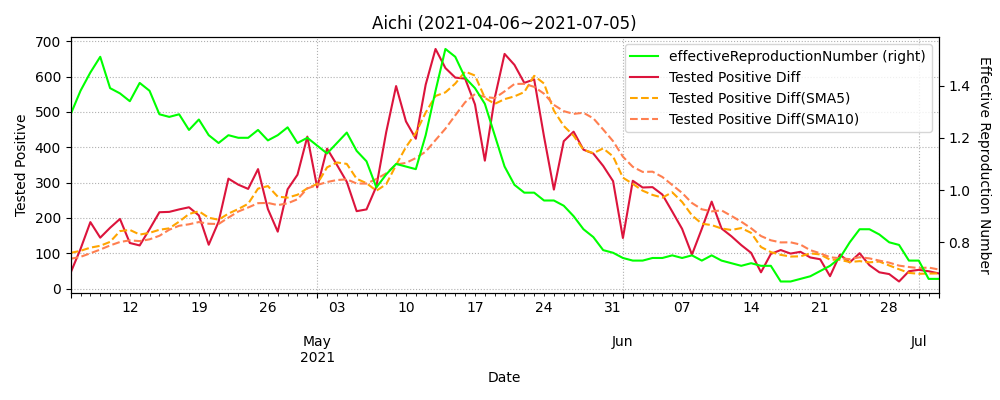 Aichi (2021-04-06~2021-07-05)
effectiveReproductionNumber (right)
Tested Positive Diff
Tested Positive Diff(SMA5)
Tested Positive Diff(SMA10)
Tested Positive
700
600
500
400
300
200
100
0
1.4
1.2
1.0
0.8
Effective Reproduction Number
12 19 26 03 10 17 24 31 07 14 21 28
May Jun Jul
2021
Date